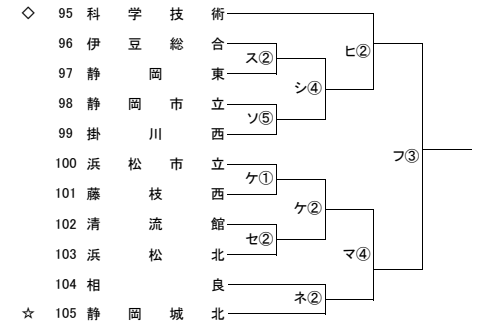 ◇ 95 科学技術
96 伊豆総合
ス②
97 静岡東
ヒ②
シ④
98 静岡市立
ソ⑤
99 掛川西
フ③
100 浜松市立
ケ①
101 藤枝西
ケ②
102 清流館
セ②
103 浜松北
マ④
104 相良
ネ②
☆ 105 静岡城北